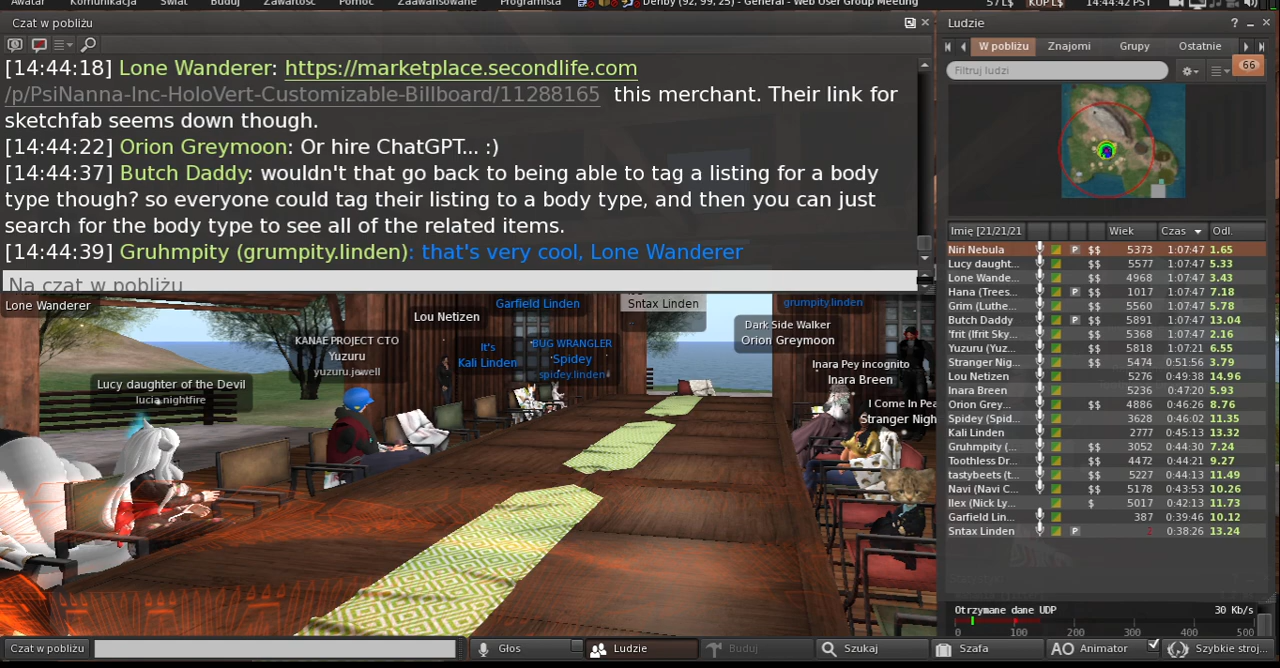 Awatar Komunikacja Świat Buduj Zawartość Pomoc Zaawansowane Programista Denby (92, 99, 25) - General - Web User Group Meeting 57 L$ KUP L$ 14:44:42 PST
Czat w pobliżu
[14:44:18] Lone Wanderer: https://marketplace.secondlife.com
/p/PsiNanna-Inc-HoloVert-Customizable-Billboard/11288165 this merchant. Their link for
sketchfab seems down though.
[14:44:22] Orion Greymoon: Or hire ChatGPT... :)
[14:44:37] Butch Daddy: wouldn't that go back to being able to tag a listing for a body
type though? so everyone could tag their listing to a body type, and then you can just
search for the body type to see all of the related items.
[14:44:39] Gruhmpity (grumpity.linden): that's very cool, Lone Wanderer
Na czat w pobliżu
Lone Wanderer
Garfield Linden
Sntax Linden
grumpity.linden
Lou Netizen
Dark Side Walker
Orion Greymoon
KANAE PROJECT CTO
Yuzuru
yuzuru.jewell
It's
Kali Linden
BUG WRANGLER
Spidey
spidey.linden
Inara Pey incognito
Inara Breen
Lucy daughter of the Devil
lucia.nightfire
I Come In Pea
Stranger Nigh
Ludzie
? _ ×
W pobliżu Znajomi Grupy Ostatnie
66
Filtruj ludzi
Imię [21/21/21 Wiek Czas Odl.
Niri Nebula P $$ 5373 1:07:47 1.65
Lucy daught... $$ 5577 1:07:47 5.33
Lone Wande... $$ 4968 1:07:47 3.43
Hana (Trees... P $$ 1017 1:07:47 7.18
Grim (Luthe... $$ 5560 1:07:47 5.78
Butch Daddy P $$ 5891 1:07:47 13.04
frit (Ifrit Sky... $$ 5368 1:07:47 2.16
Yuzuru (Yuz... $$ 5818 1:07:21 6.55
Stranger Nig... $$ 5474 0:51:56 3.79
Lou Netizen 5276 0:49:38 14.96
Inara Breen 5236 0:47:20 5.93
Orion Grey... $$ 4886 0:46:26 8.76
Spidey (Spid... 3628 0:46:02 11.35
Kali Linden 2777 0:45:13 13.32
Gruhmpity (... $$ 3052 0:44:30 7.24
Toothless Dr... $$ 4472 0:44:21 9.27
tastybeets (t... $$ 5227 0:44:13 11.49
Navi (Navi C... $$ 5178 0:43:53 10.26
Ilex (Nick Ly... $ 5017 0:42:13 11.73
Garfield Lin... 387 0:39:46 10.12
Sntax Linden P 2 0:38:26 13.24
Otrzymane dane UDP 30 Kb/s
0 100 200 300 400 500
Czat w pobliżu Głos Ludzie Buduj Szukaj Szafa AO Animator Szybkie stroj...